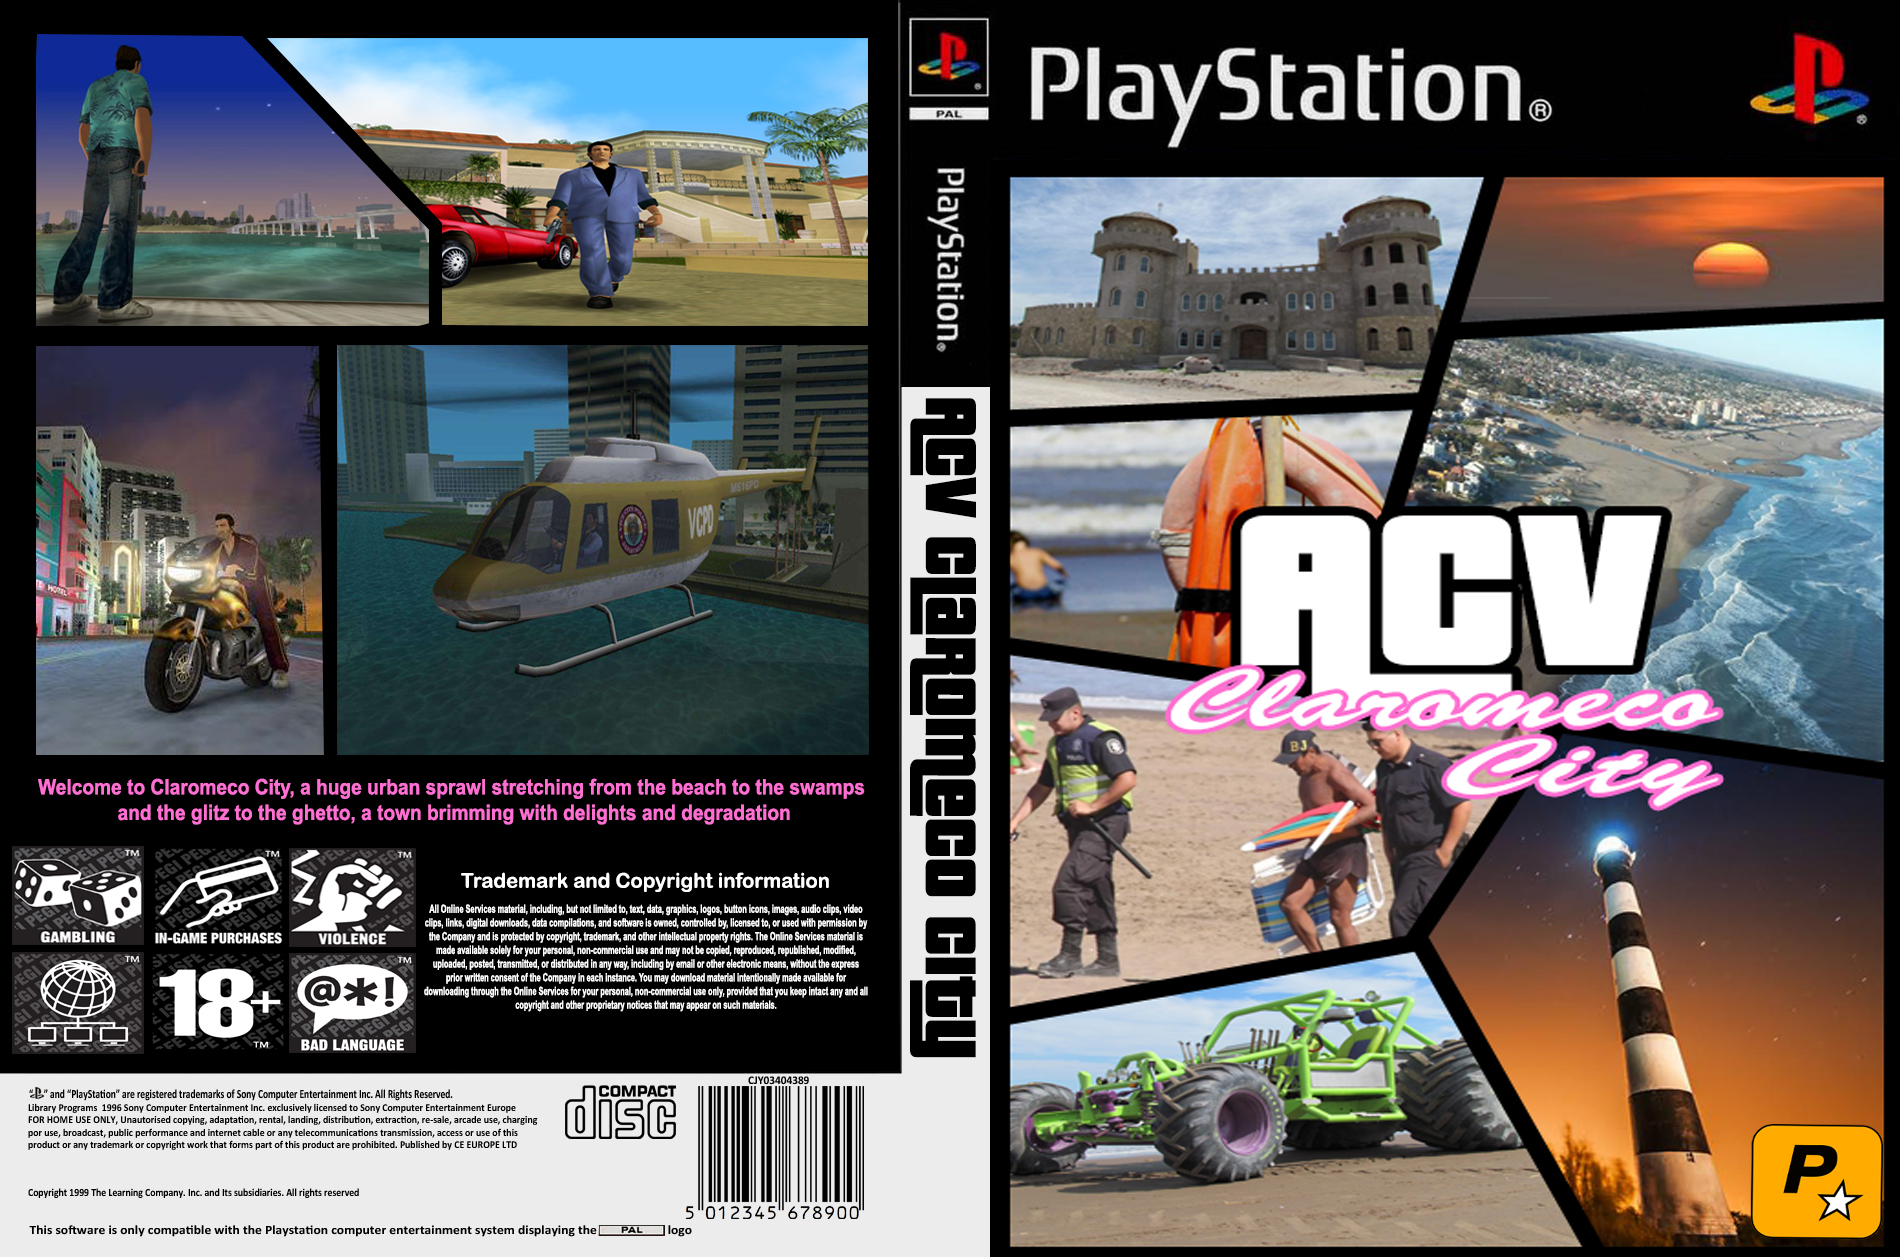 HOTEL
M616PD
VCPD
Welcome to Claromeco City, a huge urban sprawl stretching from the beach to the swamps
and the glitz to the ghetto, a town brimming with delights and degradation
TM
GAMBLING
TM
IN-GAME PURCHASES
TM
VIOLENCE
TM
18+
TM
TM
@*!
BAD LANGUAGE
Trademark and Copyright information
All Online Services material, including, but not limited to, text, data, graphics, logos, button icons, images, audio clips, video
clips, links, digital downloads, data compilations, and software is owned, controlled by, licensed to, or used with permission by
the Company and is protected by copyright, trademark, and other intellectual property rights. The Online Services material is
made available solely for your personal, non-commercial use and may not be copied, reproduced, republished, modified,
uploaded, posted, transmitted, or distributed in any way, including by email or other electronic means, without the express
prior written consent of the Company in each instance. You may download material intentionally made available for
downloading through the Online Services for your personal, non-commercial use only, provided that you keep intact any and all
copyright and other proprietary notices that may appear on such materials.
"PS" and "PlayStation" are registered trademarks of Sony Computer Entertainment Inc. All Rights Reserved.
Library Programs 1996 Sony Computer Entertainment Inc. exclusively licensed to Sony Computer Entertainment Europe
FOR HOME USE ONLY, Unautorised copying, adaptation, rental, landing, distribution, extraction, re-sale, arcade use, charging
por use, broadcast, public performance and internet cable or any telecommunications transmission, access or use of this
product or any trademark or copyright work that forms part of this product are prohibited. Published by CE EUROPE LTD
Copyright 1999 The Learning Company. Inc. and Its subsidiaries. All rights reserved
This software is only compatible with the Playstation computer entertainment system displaying the PAL logo
COMPACT
disc
CJY03404389
5 012345 678900
PAL
PlayStation®
ACV CLAROMECO CITY
PlayStation®
ACV
Claromeco
City
BJ
P